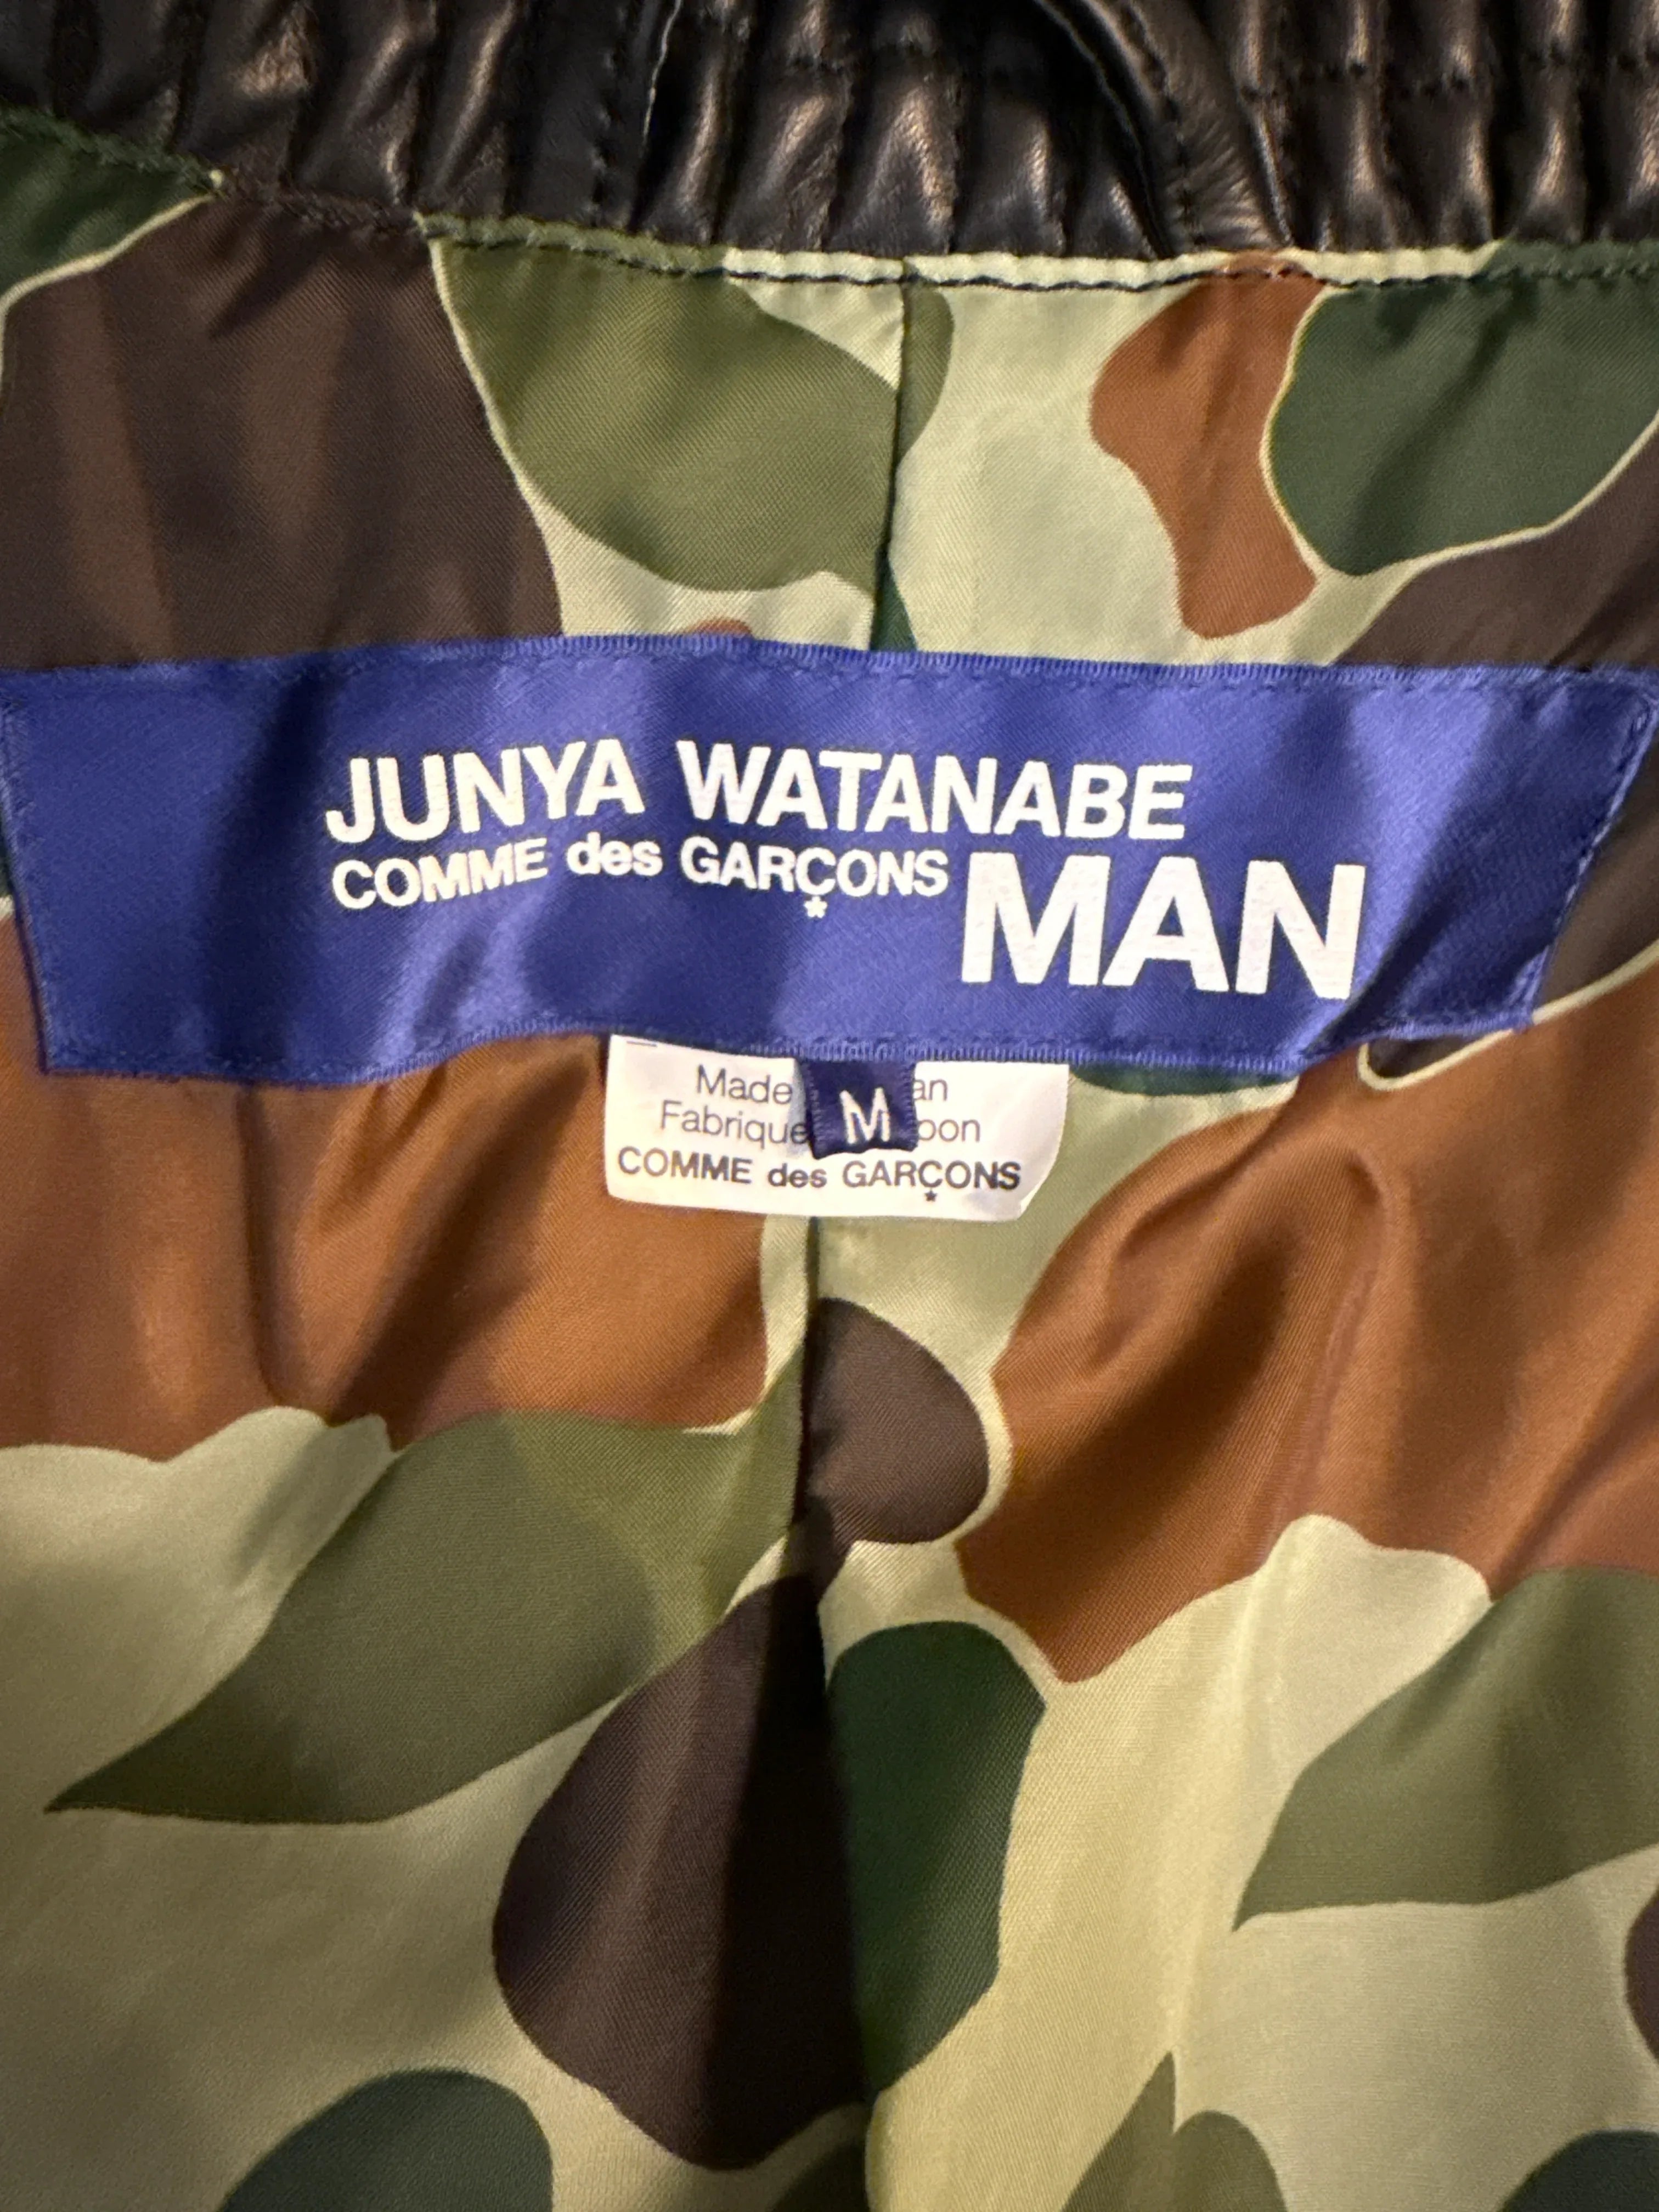 JUNYA WATANABE
COMME des GARÇONS MAN
Made
M
Fabrique
COMME des GARÇONS